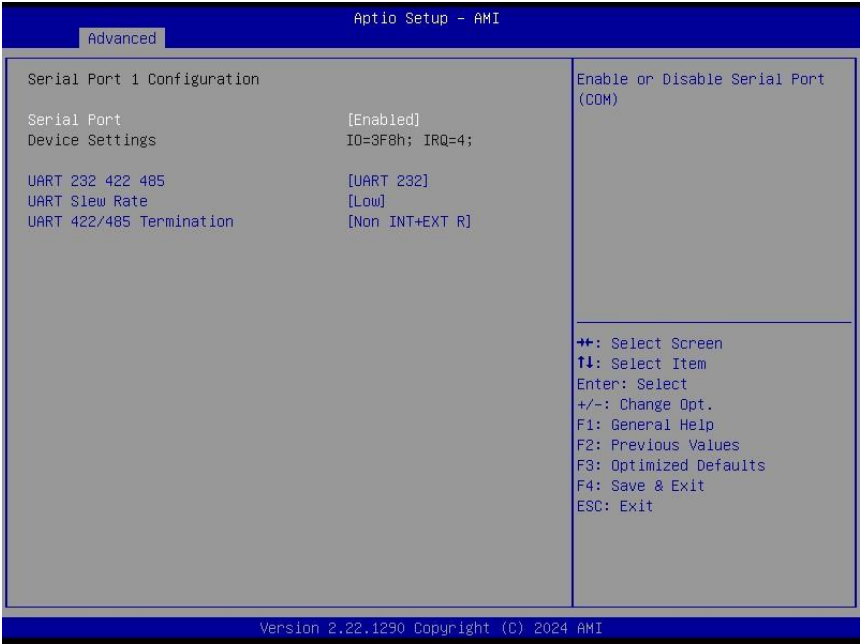 Aptio Setup – AMI
Advanced
Serial Port 1 Configuration
Serial Port [Enabled]
Device Settings IO=3F8h; IRQ=4;
UART 232 422 485 [UART 232]
UART Slew Rate [Low]
UART 422/485 Termination [Non INT+EXT R]
Enable or Disable Serial Port
(COM)
→←: Select Screen
↑↓: Select Item
Enter: Select
+/-: Change Opt.
F1: General Help
F2: Previous Values
F3: Optimized Defaults
F4: Save & Exit
ESC: Exit
Version 2.22.1290 Copyright (C) 2024 AMI